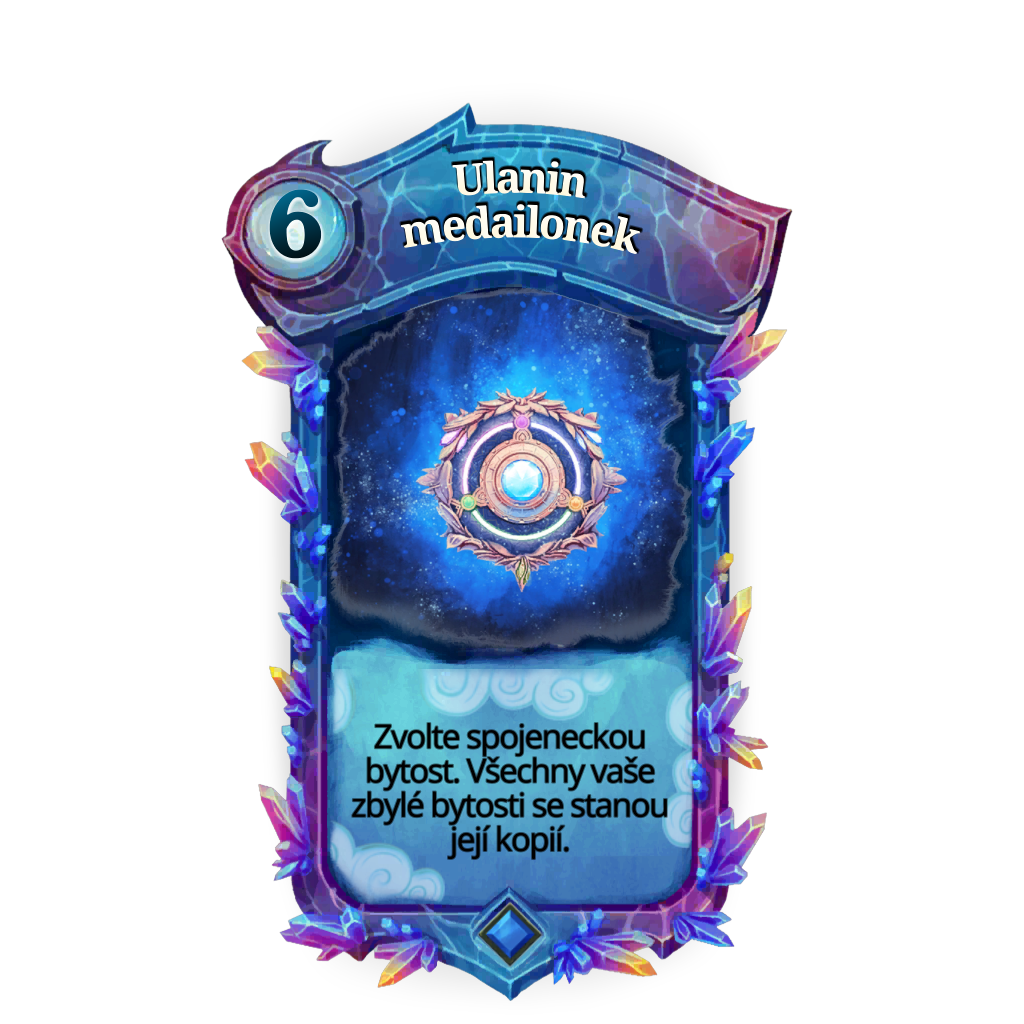 6
Ulanin
medailonek
Zvolte spojeneckou
bytost. Všechny vaše
zbylé bytosti se stanou
její kopií.